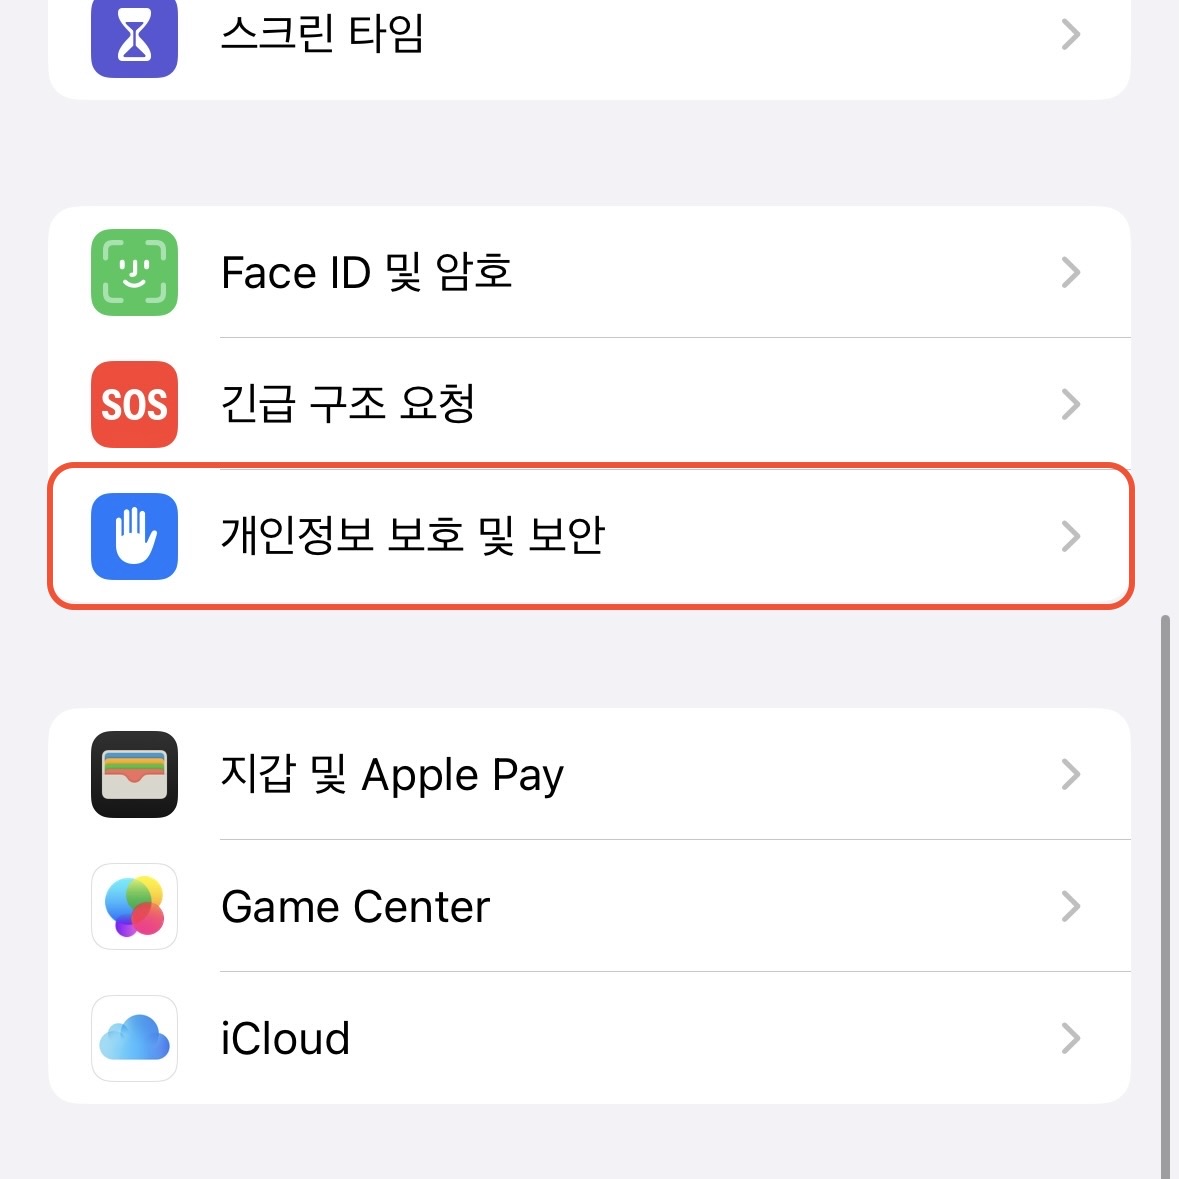 스크린 타임
Face ID 및 암호
SOS
긴급 구조 요청
개인정보 보호 및 보안
지갑 및 Apple Pay
Game Center
iCloud